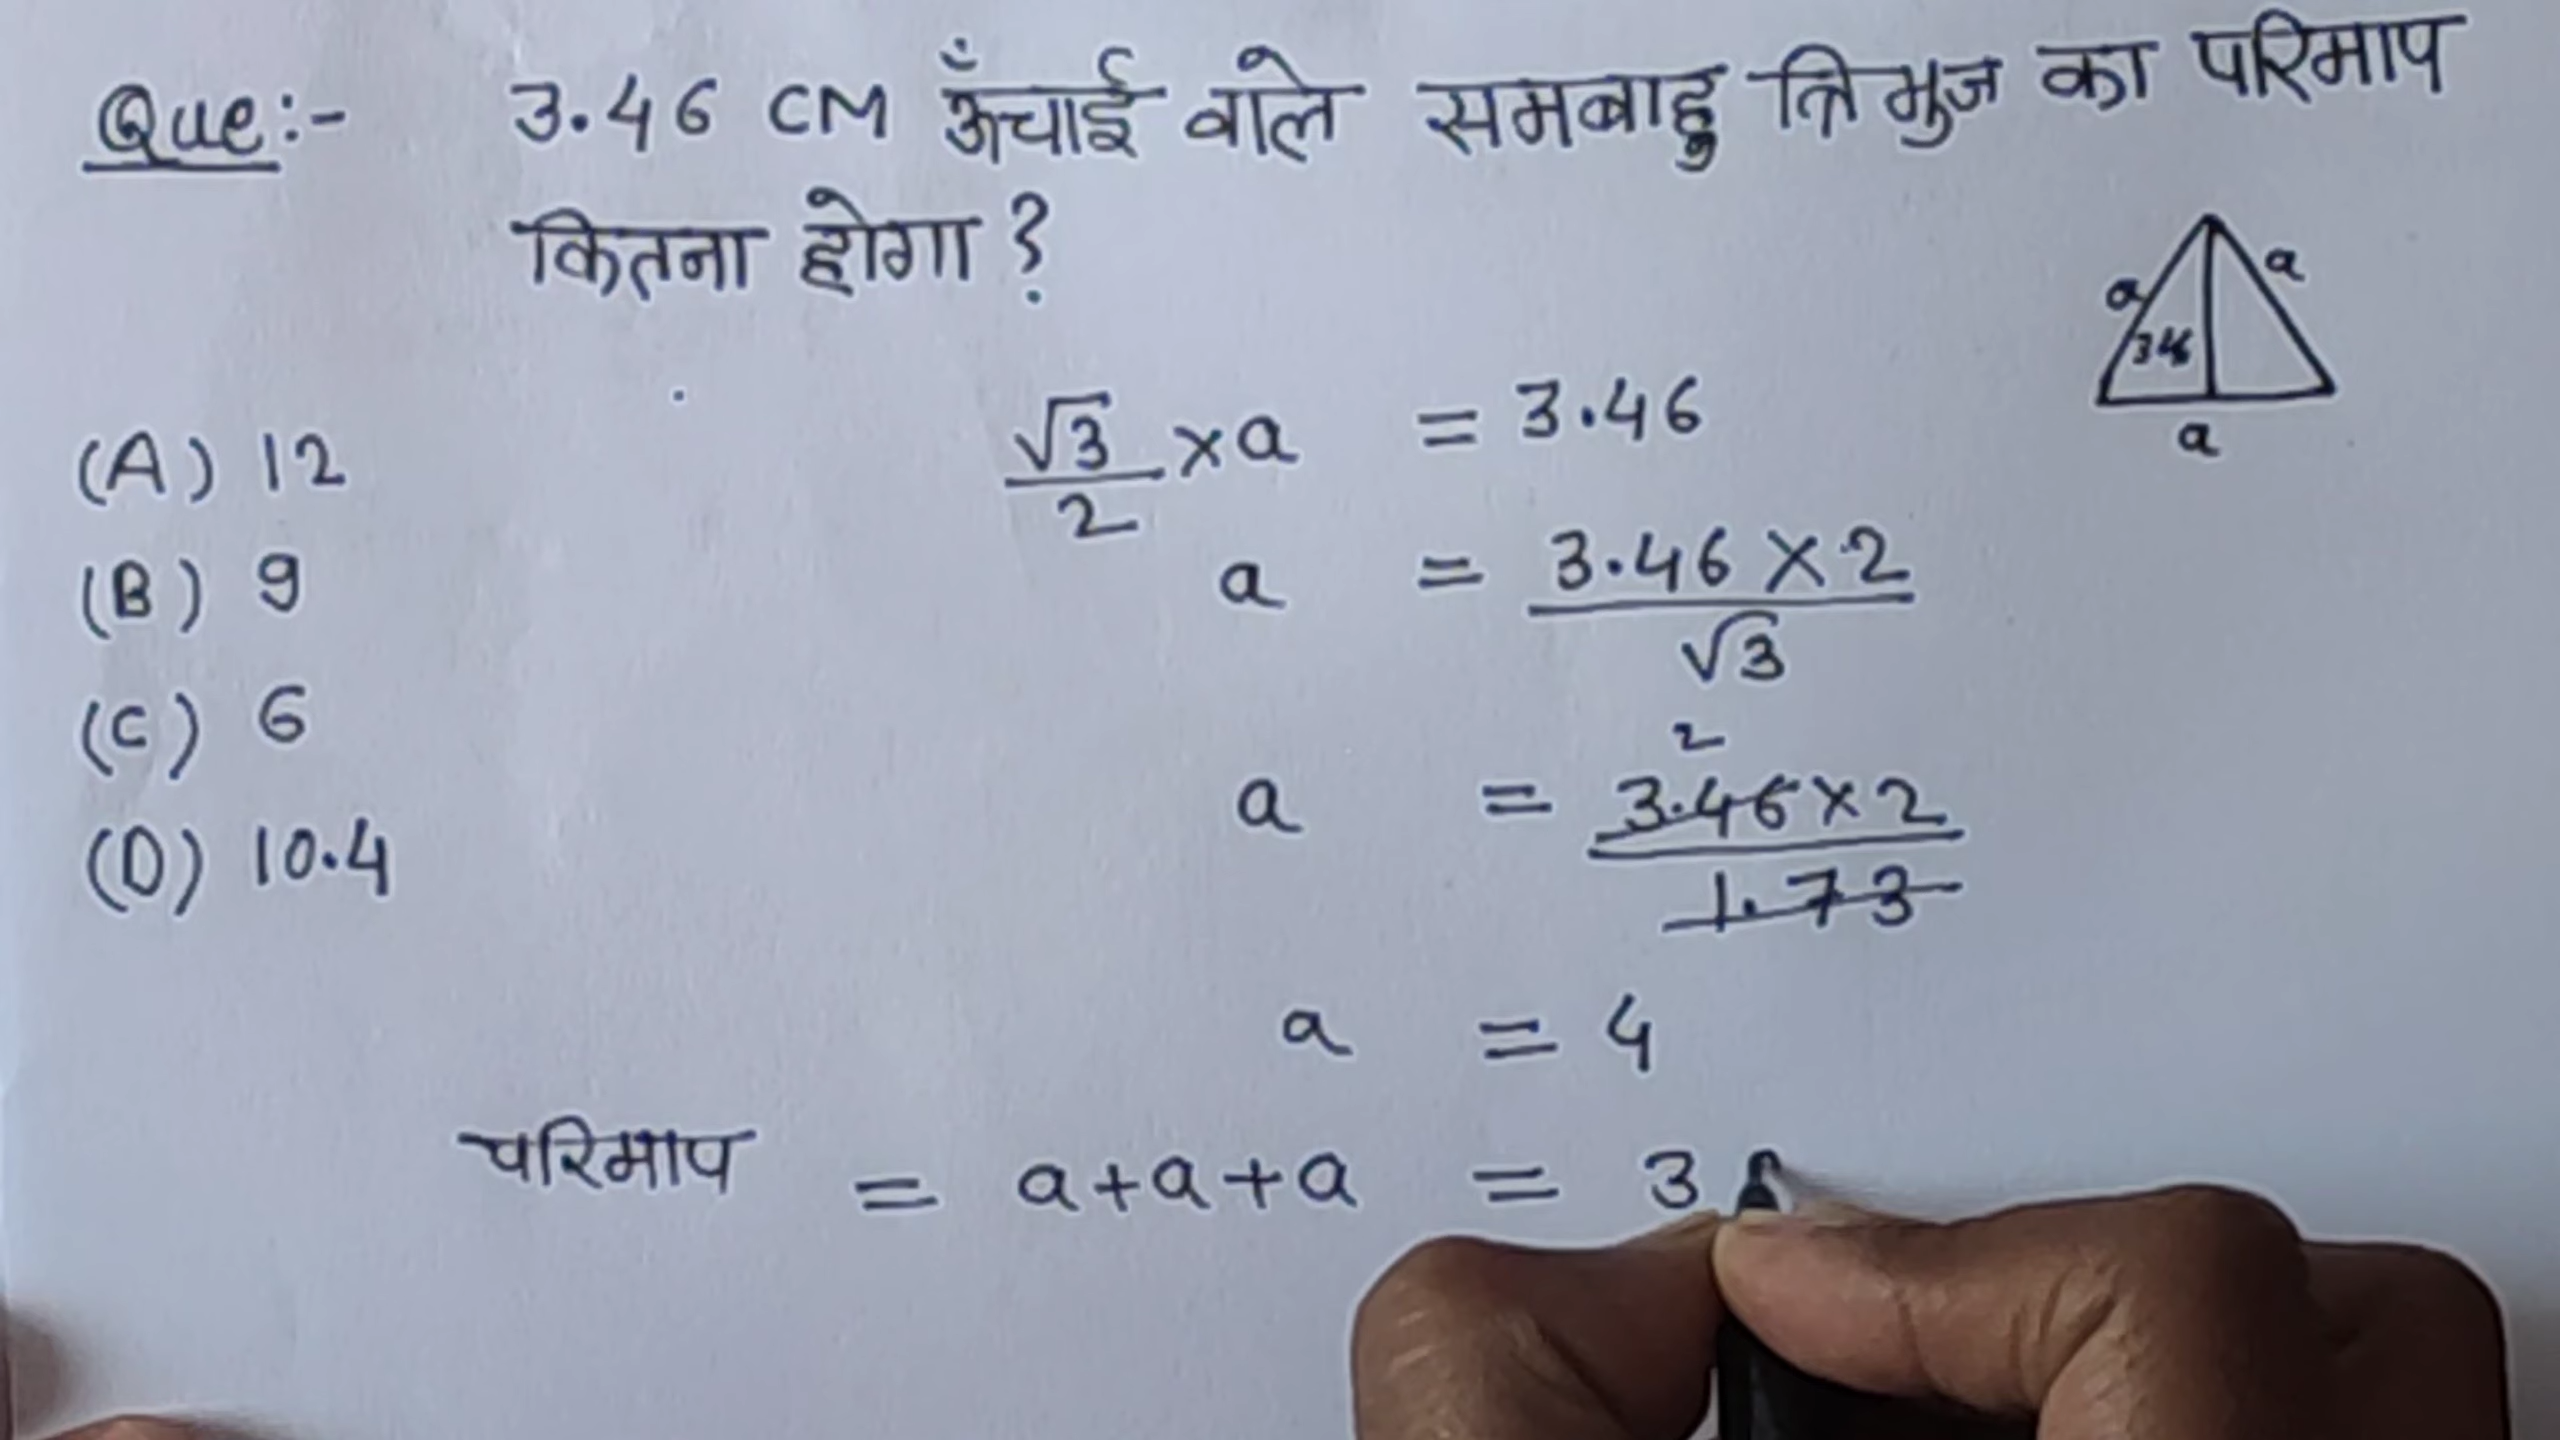 Que:- 3.46 CM ऊँचाई वाले समबाहु त्रिभुज का परिमाप
कितना होगा ?
a
a
3.46
a
(A) 12
(B) 9
(C) 6
(D) 10.4
√3/2 × a = 3.46
a = 3.46 × 2 / √3
2
a = 3.46 × 2 / 1.73
a = 4
परिमाप = a + a + a = 3